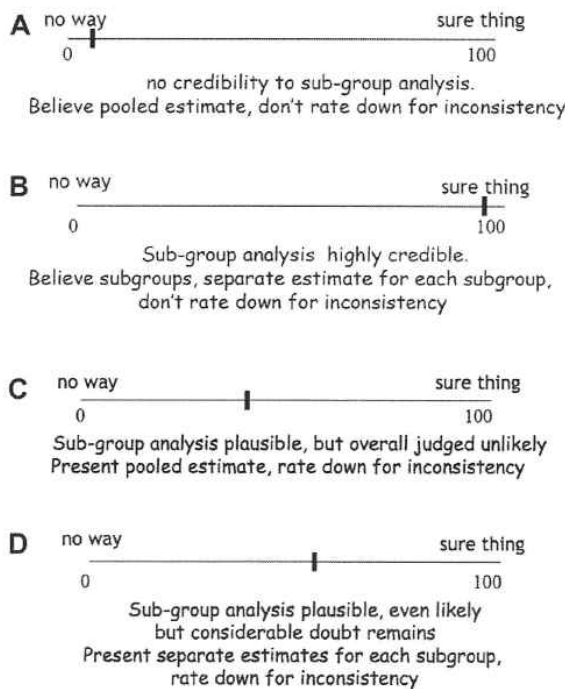 A no way sure thing
0 100
no credibility to sub-group analysis.
Believe pooled estimate, don't rate down for inconsistency
B no way sure thing
0 100
Sub-group analysis highly credible.
Believe subgroups, separate estimate for each subgroup,
don't rate down for inconsistency
C no way sure thing
0 100
Sub-group analysis plausible, but overall judged unlikely
Present pooled estimate, rate down for inconsistency
D no way sure thing
0 100
Sub-group analysis plausible, even likely
but considerable doubt remains
Present separate estimates for each subgroup,
rate down for inconsistency